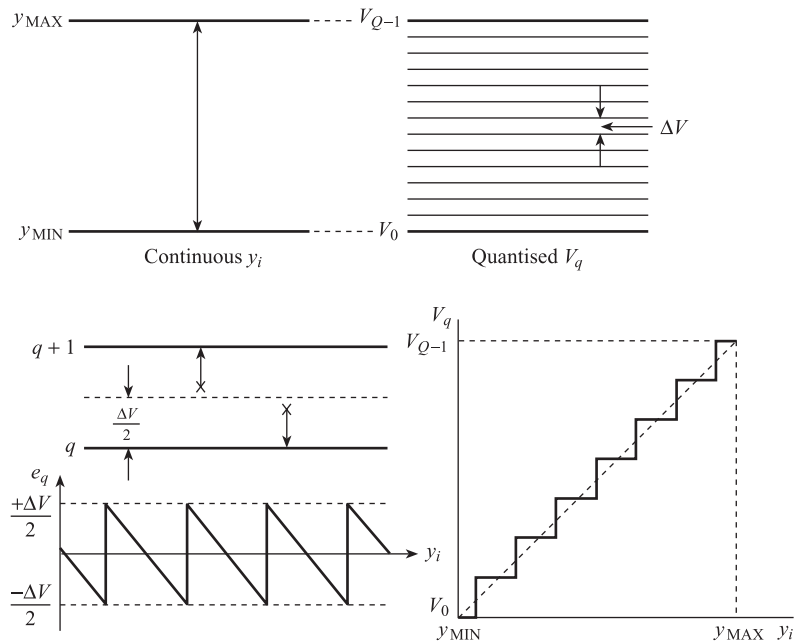 y_MAX V_{Q−1}
ΔV
y_MIN V_0
Continuous y_i Quantised V_q
q + 1
ΔV/2
q
e_q
+ΔV/2
y_i
−ΔV/2
V_q
V_{Q−1}
V_0
y_MIN y_MAX y_i